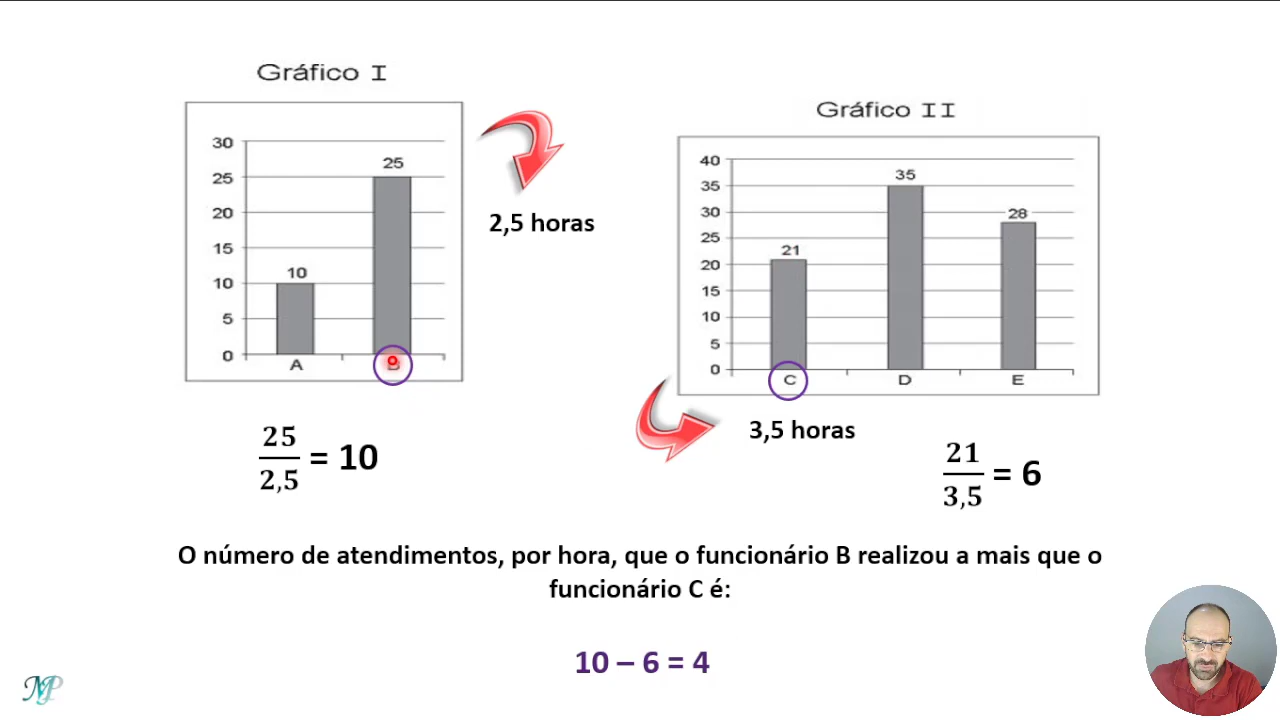 Gráfico I
30
25
20
15
10
5
0
10
25
A
B
2,5 horas
Gráfico II
40
35
30
25
20
15
10
5
0
21
35
28
C
D
E
3,5 horas
25
2,5
= 10
21
3,5
= 6
O número de atendimentos, por hora, que o funcionário B realizou a mais que o
funcionário C é:
10 – 6 = 4
MP